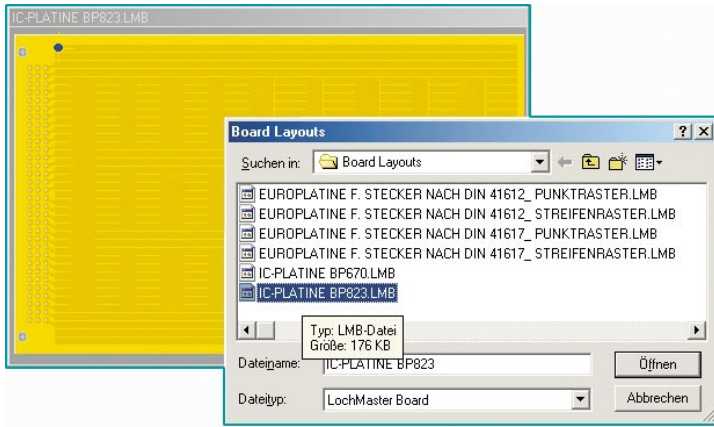 IC-PLATINE BP823.LMB
Board Layouts
Suchen in: Board Layouts
EUROPLATINE F. STECKER NACH DIN 41612_ PUNKTRASTER.LMB
EUROPLATINE F. STECKER NACH DIN 41612_ STREIFENRASTER.LMB
EUROPLATINE F. STECKER NACH DIN 41617_ PUNKTRASTER.LMB
EUROPLATINE F. STECKER NACH DIN 41617_ STREIFENRASTER.LMB
IC-PLATINE BP670.LMB
IC-PLATINE BP823.LMB
Typ: LMB-Datei
Größe: 176 KB
Dateiname: IC-PLATINE BP823 Öffnen
Dateityp: LochMaster Board Abbrechen